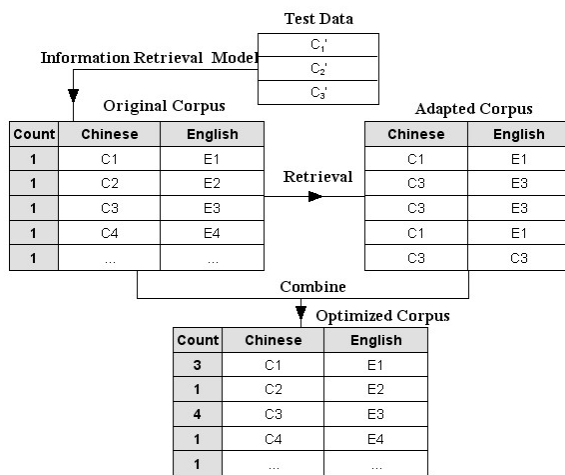 Test Data
C1'
C2'
C3'
Information Retrieval Model
Original Corpus
Count Chinese English
1 C1 E1
1 C2 E2
1 C3 E3
1 C4 E4
1 ... ...
Retrieval
Adapted Corpus
Chinese English
C1 E1
C3 E3
C3 E3
C1 E1
C3 C3
Combine
Optimized Corpus
Count Chinese English
3 C1 E1
1 C2 E2
4 C3 E3
1 C4 E4
1 ... ...